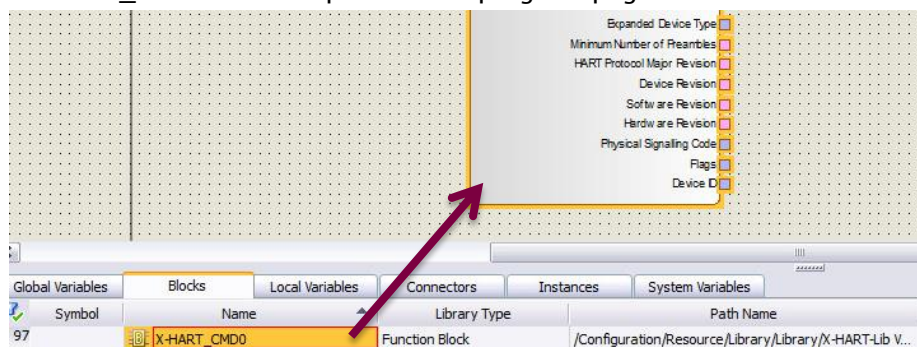 Expanded Device Type
Minimum Number of Preambles
HART Protocol Major Revision
Device Revision
Software Revision
Hardware Revision
Physical Signalling Code
Flags
Device ID
Global Variables Blocks Local Variables Connectors Instances System Variables
Symbol Name Library Type Path Name
97 X-HART_CMD0 Function Block /Configuration/Resource/Library/Library/X-HART-Lib V...